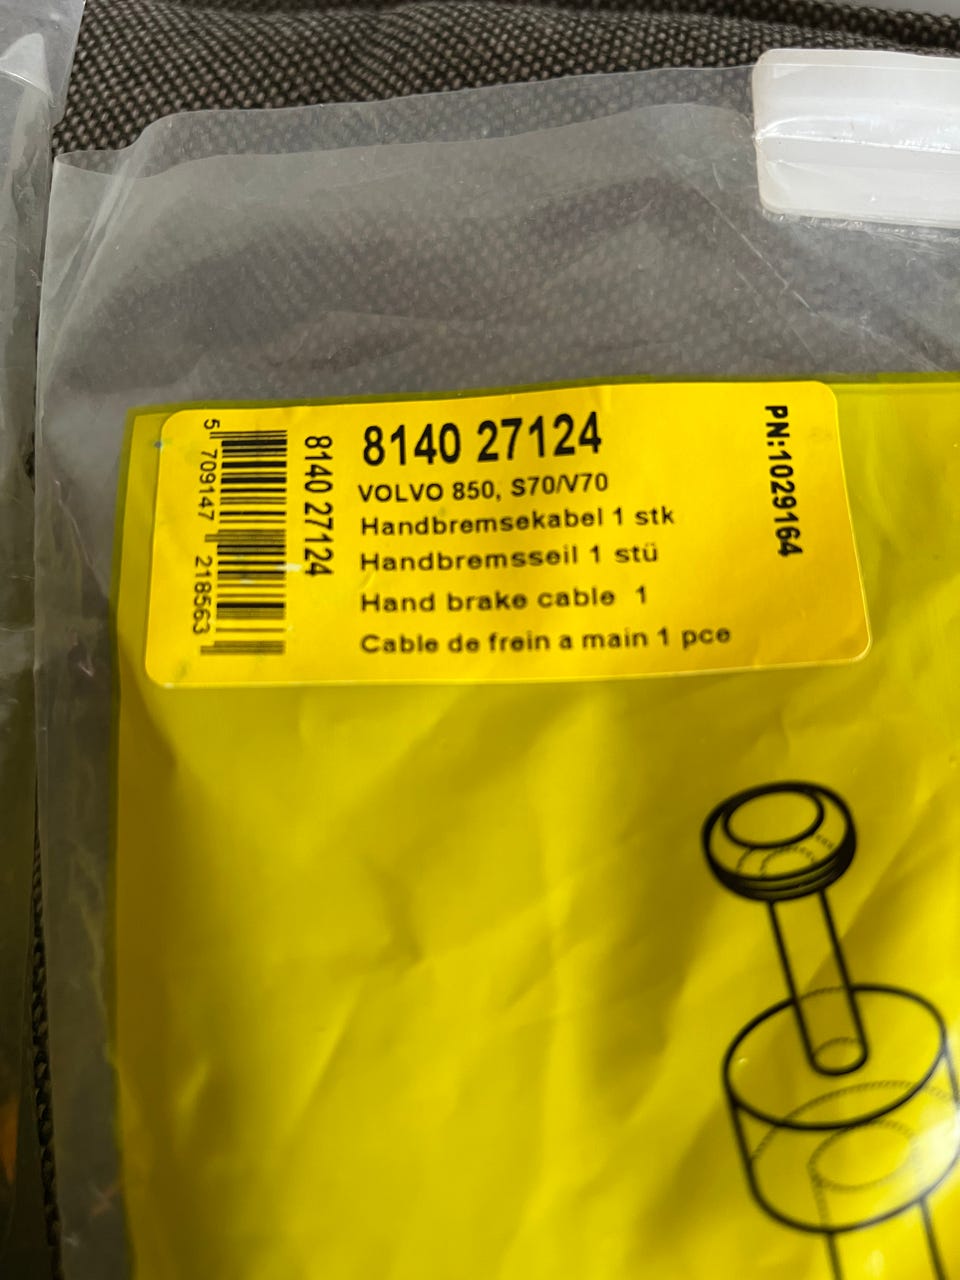 8140 27124
VOLVO 850, S70/V70
Handbremsekabel 1 stk
Handbremsseil 1 stü
Hand brake cable 1
Cable de frein a main 1 pce
PN:1029164
8140 27124
5 709147 218563